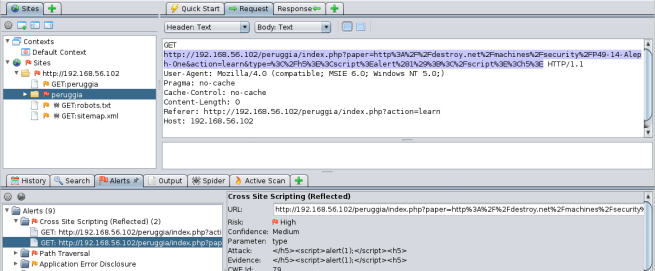 Sites
Quick Start Request Response
Header: Text Body: Text
Contexts
Default Context
Sites
http://192.168.56.102
GET:peruggia
peruggia
GET:robots.txt
GET:sitemap.xml
GET
http://192.168.56.102/peruggia/index.php?paper=http%3A%2F%2Fdestroy.net%2Fmachines%2Fsecurity%2FP49-14-Alep
h-One&action=learn&type=%3C%2Fh5%3E%3Cscript%3Ealert%281%29%3B%3C%2Fscript%3E%3Ch5%3E HTTP/1.1
User-Agent: Mozilla/4.0 (compatible; MSIE 6.0; Windows NT 5.0;)
Pragma: no-cache
Cache-Control: no-cache
Content-Length: 0
Referer: http://192.168.56.102/peruggia/index.php?action=learn
Host: 192.168.56.102
History Search Alerts Output Spider Active Scan
Alerts (9)
Cross Site Scripting (Reflected) (2)
GET: http://192.168.56.102/peruggia/index.php?acti
GET: http://192.168.56.102/peruggia/index.php?pap
Path Traversal
Application Error Disclosure
Cross Site Scripting (Reflected)
URL: http://192.168.56.102/peruggia/index.php?paper=http%3A%2F%2Fdestroy.net%2Fmachines%2Fsecurity%
Risk: High
Confidence: Medium
Parameter: type
Attack: </h5><script>alert(1);</script><h5>
Evidence: </h5><script>alert(1);</script><h5>
CWE Id: 79